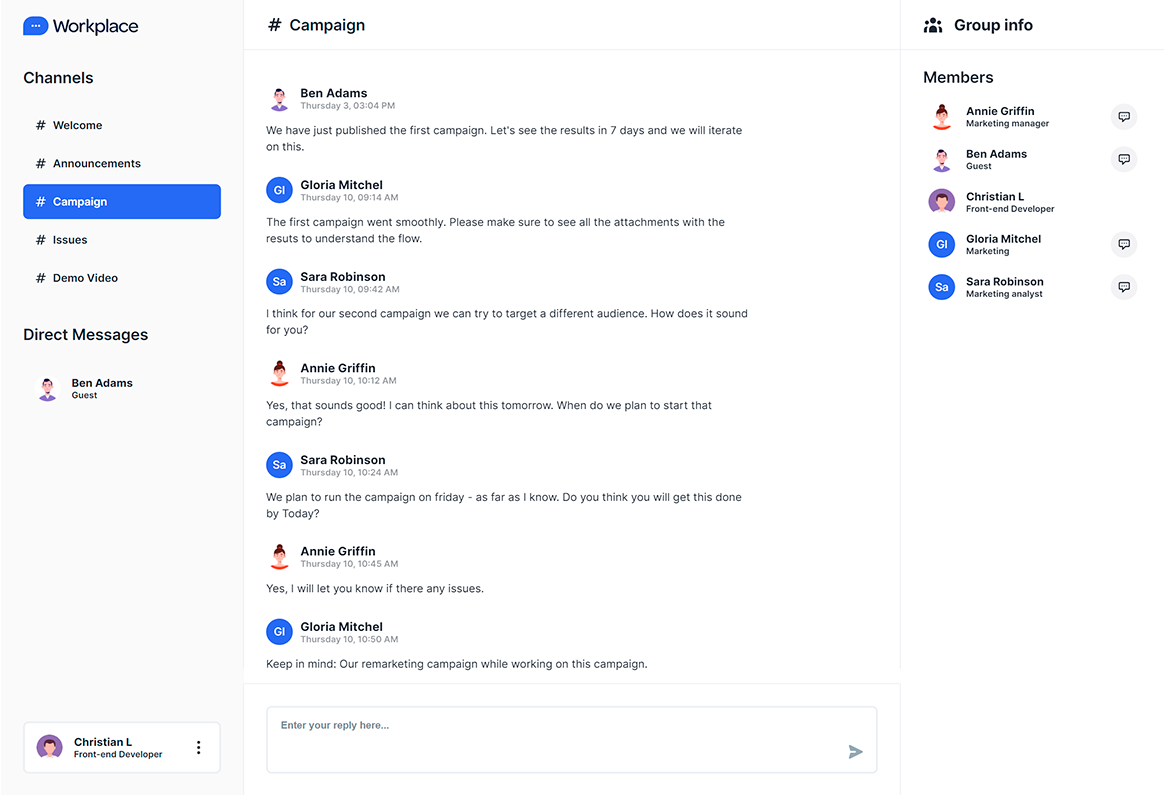 Workplace
Channels
# Welcome
# Announcements
# Campaign
# Issues
# Demo Video
Direct Messages
Ben Adams
Guest
Christian L
Front-end Developer
# Campaign
Ben Adams
Thursday 3, 03:04 PM
We have just published the first campaign. Let's see the results in 7 days and we will iterate
on this.
Gl
Gloria Mitchel
Thursday 10, 09:14 AM
The first campaign went smoothly. Please make sure to see all the attachments with the
resuts to understand the flow.
Sa
Sara Robinson
Thursday 10, 09:42 AM
I think for our second campaign we can try to target a different audience. How does it sound
for you?
Annie Griffin
Thursday 10, 10:12 AM
Yes, that sounds good! I can think about this tomorrow. When do we plan to start that
campaign?
Sa
Sara Robinson
Thursday 10, 10:24 AM
We plan to run the campaign on friday - as far as I know. Do you think you will get this done
by Today?
Annie Griffin
Thursday 10, 10:45 AM
Yes, I will let you know if there any issues.
Gl
Gloria Mitchel
Thursday 10, 10:50 AM
Keep in mind: Our remarketing campaign while working on this campaign.
Enter your reply here...
Group info
Members
Annie Griffin
Marketing manager
Ben Adams
Guest
Christian L
Front-end Developer
Gl
Gloria Mitchel
Marketing
Sa
Sara Robinson
Marketing analyst